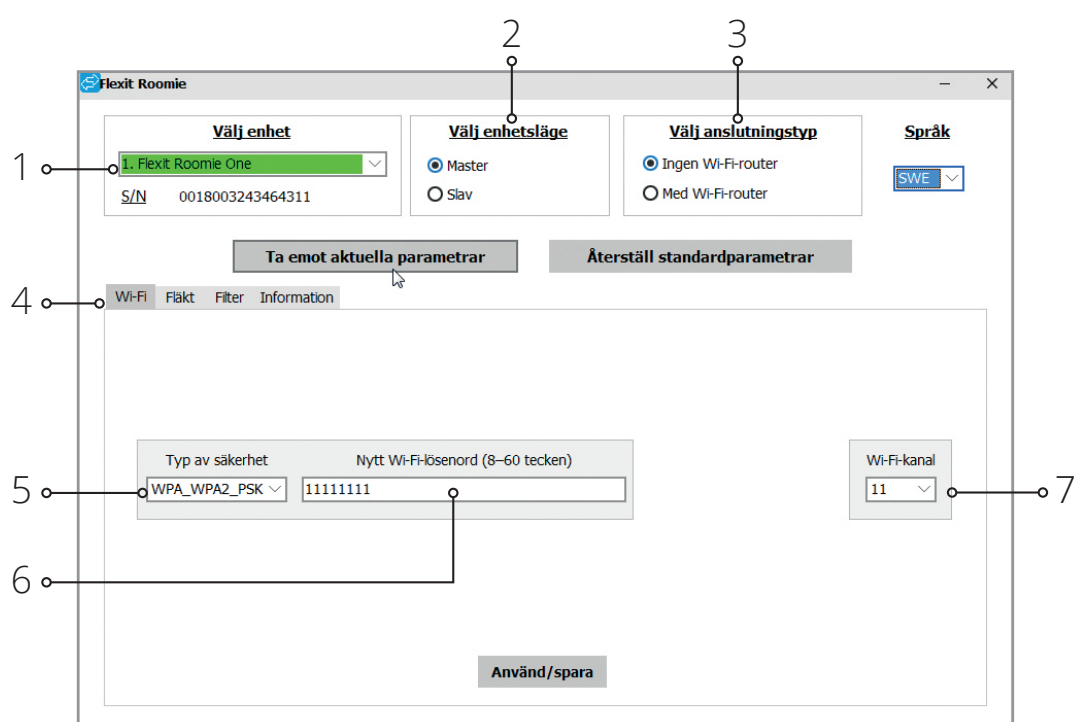 2 3
Flexit Roomie
Välj enhet Välj enhetsläge Välj anslutningstyp Språk
1 1. Flexit Roomie One Master Ingen Wi-Fi-router SWE
S/N 0018003243464311 Slav Med Wi-Fi-router
Ta emot aktuella parametrar Återställ standardparametrar
4 Wi-Fi Fläkt Filter Information
Typ av säkerhet Nytt Wi-Fi-lösenord (8–60 tecken) Wi-Fi-kanal
5 WPA_WPA2_PSK 11111111 11 7
6
Använd/spara